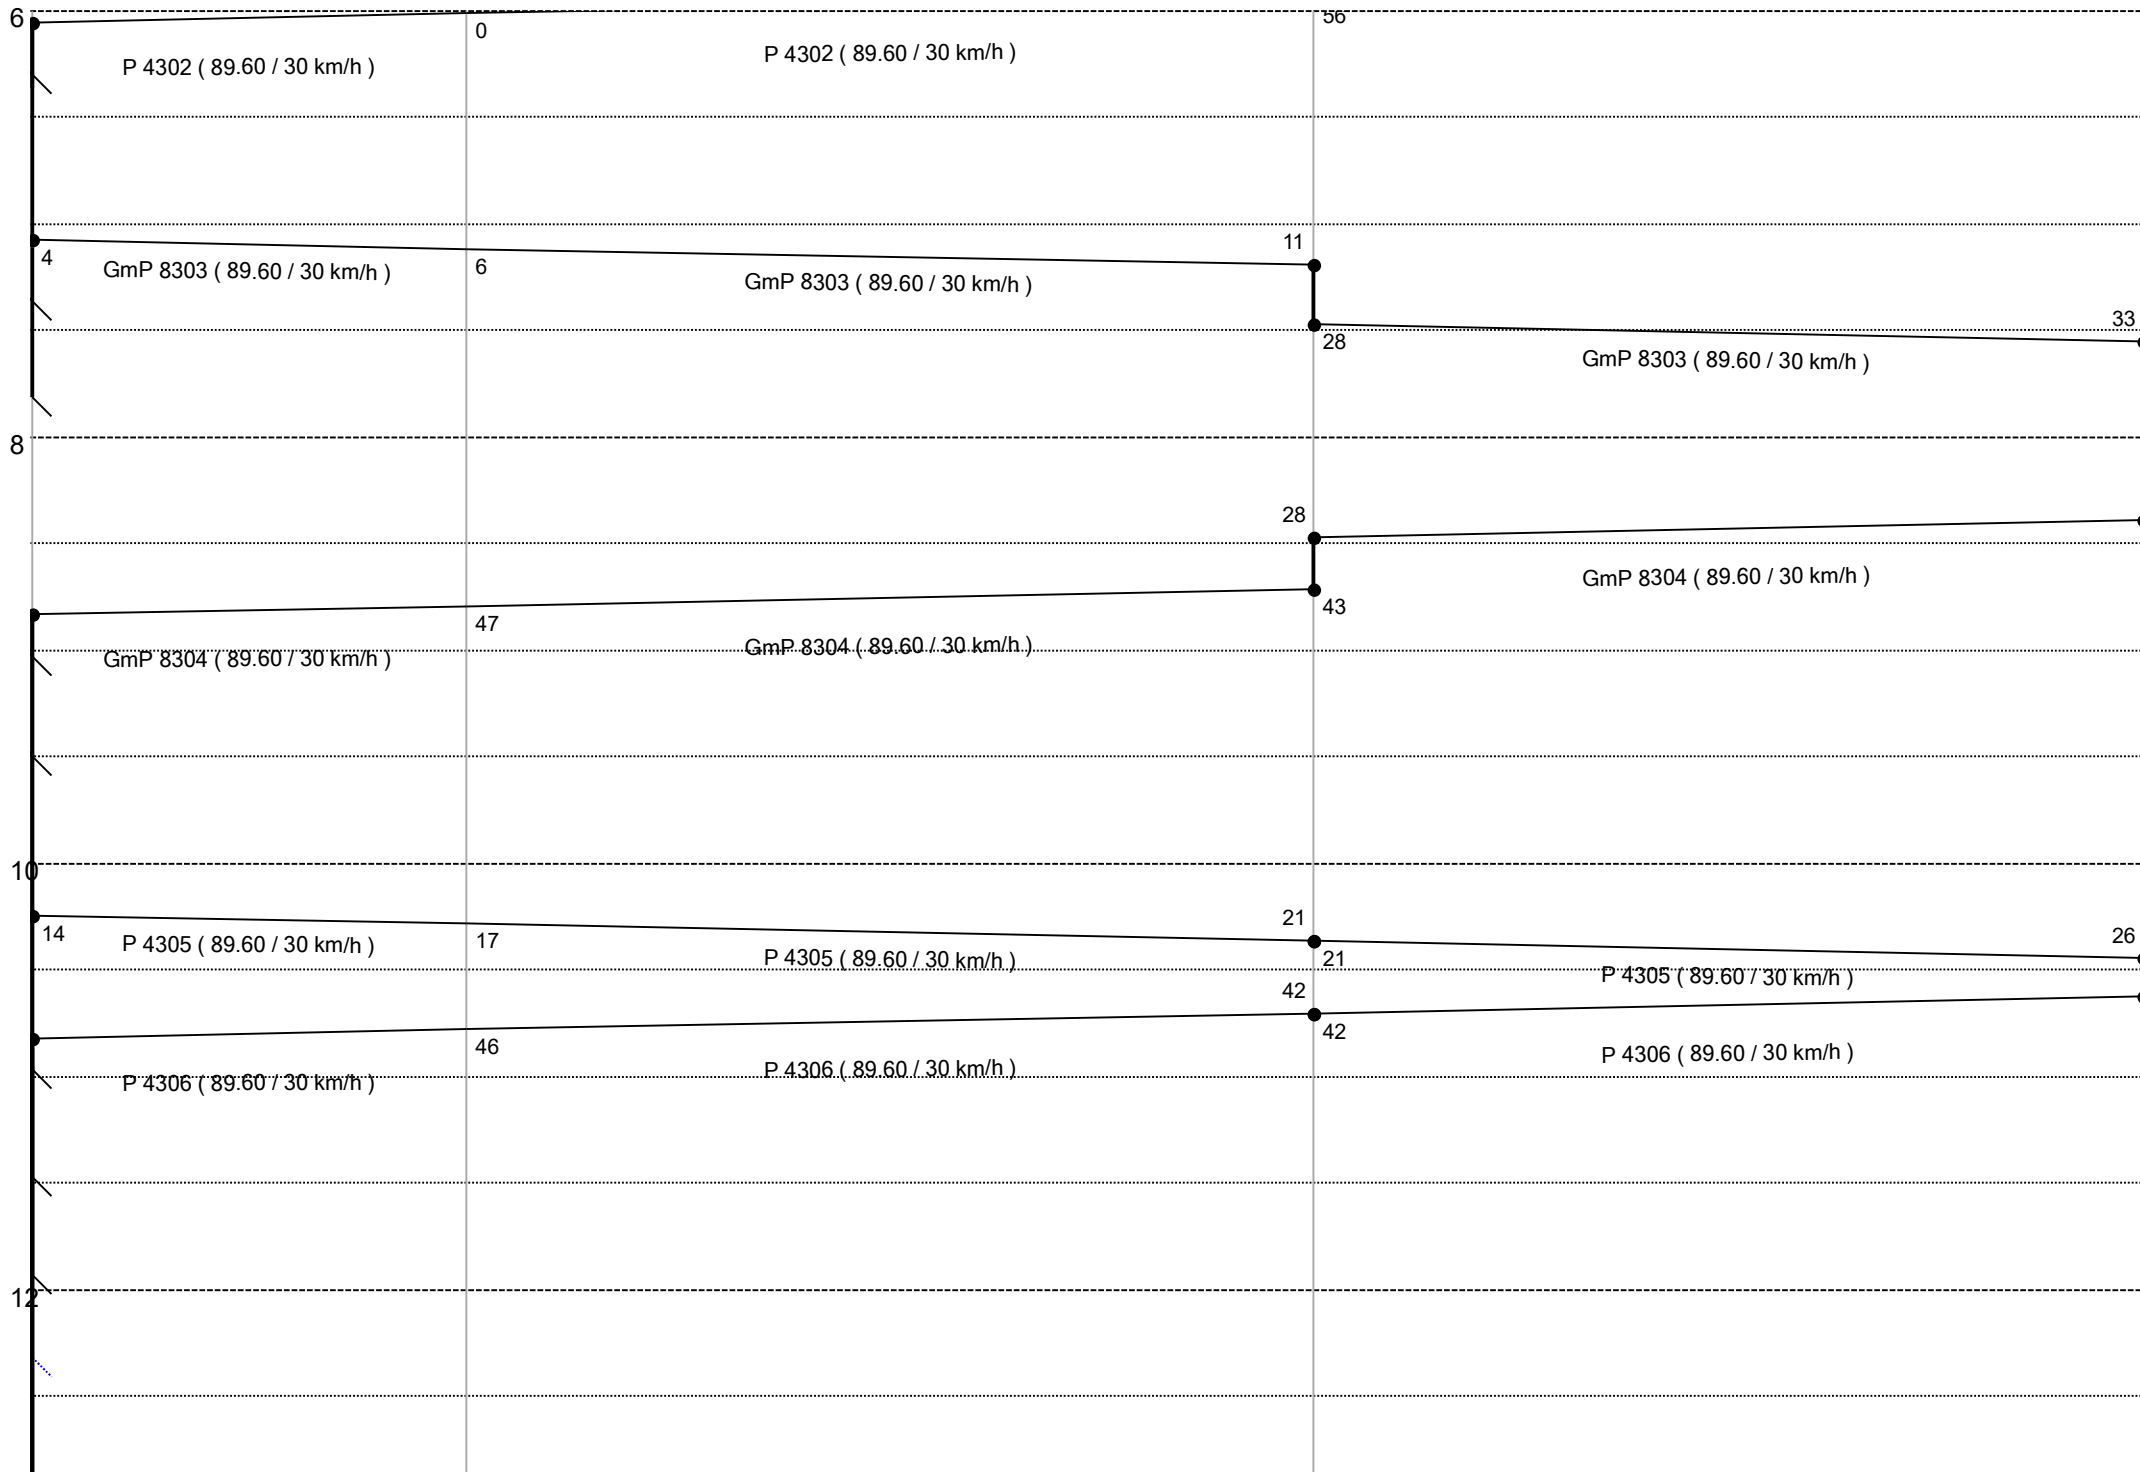 6
56
0
P 4302 ( 89.60 / 30 km/h )
P 4302 ( 89.60 / 30 km/h )
11
4
GmP 8303 ( 89.60 / 30 km/h )
6
GmP 8303 ( 89.60 / 30 km/h )
33
28
GmP 8303 ( 89.60 / 30 km/h )
8
28
GmP 8304 ( 89.60 / 30 km/h )
43
47
GmP 8304 ( 89.60 / 30 km/h )
GmP 8304 ( 89.60 / 30 km/h )
10
21
14
P 4305 ( 89.60 / 30 km/h )
17
P 4305 ( 89.60 / 30 km/h )
21
26
P 4305 ( 89.60 / 30 km/h )
42
42
46
P 4306 ( 89.60 / 30 km/h )
P 4306 ( 89.60 / 30 km/h )
P 4306 ( 89.60 / 30 km/h )
12